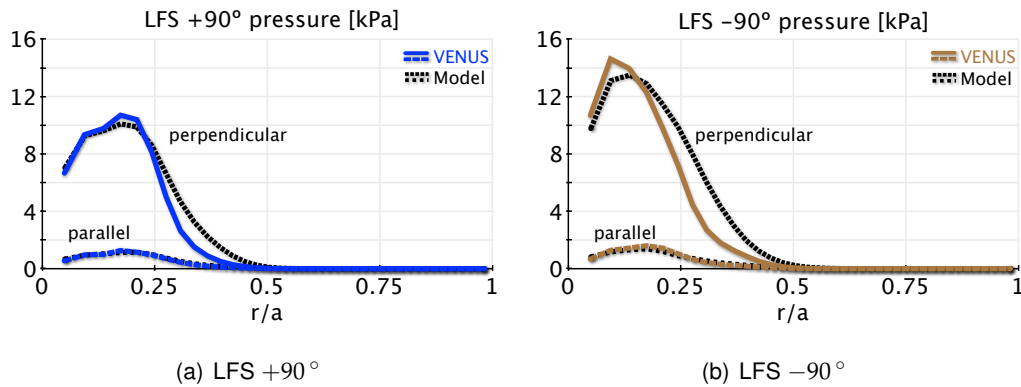 LFS +90º pressure [kPa]
16
12
8
4
0
VENUS
Model
perpendicular
parallel
0
0.25
0.5
0.75
1
r/a
(a) LFS +90°
LFS −90º pressure [kPa]
16
12
8
4
0
VENUS
Model
perpendicular
parallel
0
0.25
0.5
0.75
1
r/a
(b) LFS −90°